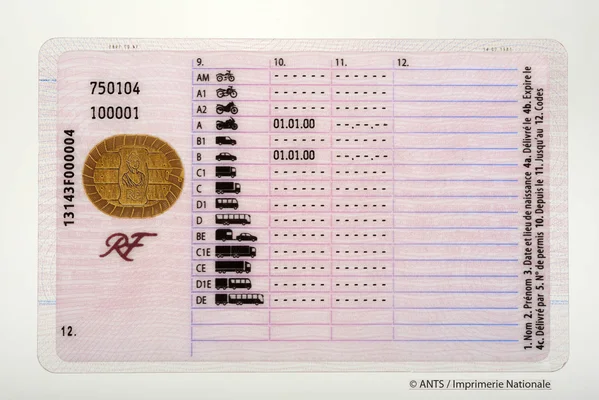 750104
100001
13143F000004
RF
12.
9. 10. 11. 12.
AM - - - - - - - - - - - - - -
A1 - - - - - - - - - - - - - -
A2 - - - - - - - - - - - - - -
A 01.01.00 --.--.--
B1 - - - - - - - - - - - - - -
B 01.01.00 --.--.--
C1 - - - - - - - - - - - - - -
C - - - - - - - - - - - - - -
D1 - - - - - - - - - - - - - -
D - - - - - - - - - - - - - -
BE - - - - - - - - - - - - - -
C1E - - - - - - - - - - - - - -
CE - - - - - - - - - - - - - -
D1E - - - - - - - - - - - - - -
DE - - - - - - - - - - - - - -
1. Nom 2. Prénom 3. Date et lieu de naissance 4a. Délivré le 4b. Expire le
4c. Délivré par 5. N° de permis 10. Depuis le 11. Jusqu'au 12. Codes
© ANTS / Imprimerie Nationale